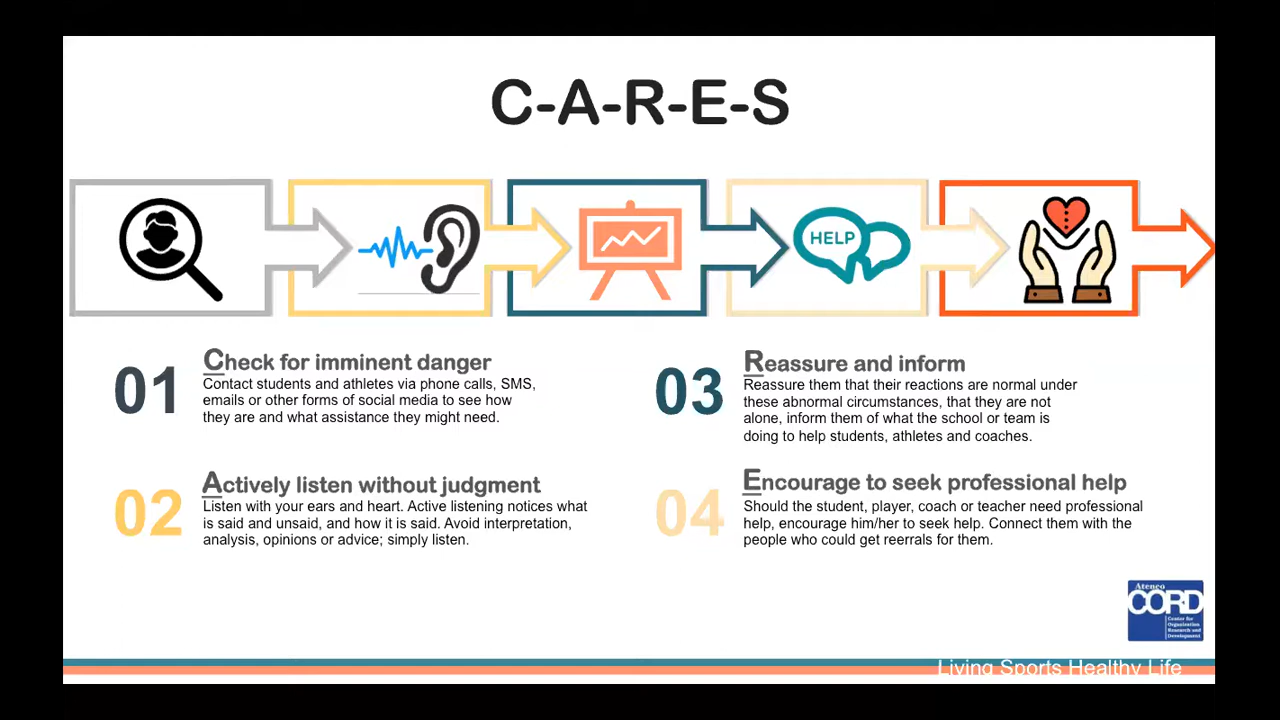 C-A-R-E-S
HELP
01
Check for imminent danger
Contact students and athletes via phone calls, SMS,
emails or other forms of social media to see how
they are and what assistance they might need.
02
Actively listen without judgment
Listen with your ears and heart. Active listening notices what
is said and unsaid, and how it is said. Avoid interpretation,
analysis, opinions or advice; simply listen.
03
Reassure and inform
Reassure them that their reactions are normal under
these abnormal circumstances, that they are not
alone, inform them of what the school or team is
doing to help students, athletes and coaches.
04
Encourage to seek professional help
Should the student, player, coach or teacher need professional
help, encourage him/her to seek help. Connect them with the
people who could get reerrals for them.
Ateneo
CORD
Center for
Organization
Research and
Development
Living Sports Healthy Life